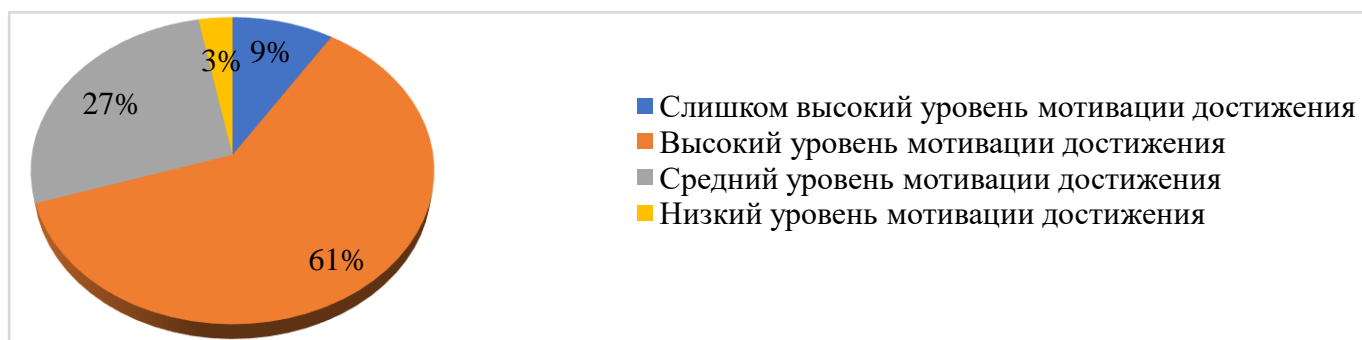 3%
9%
27%
61%
Слишком высокий уровень мотивации достижения
Высокий уровень мотивации достижения
Средний уровень мотивации достижения
Низкий уровень мотивации достижения